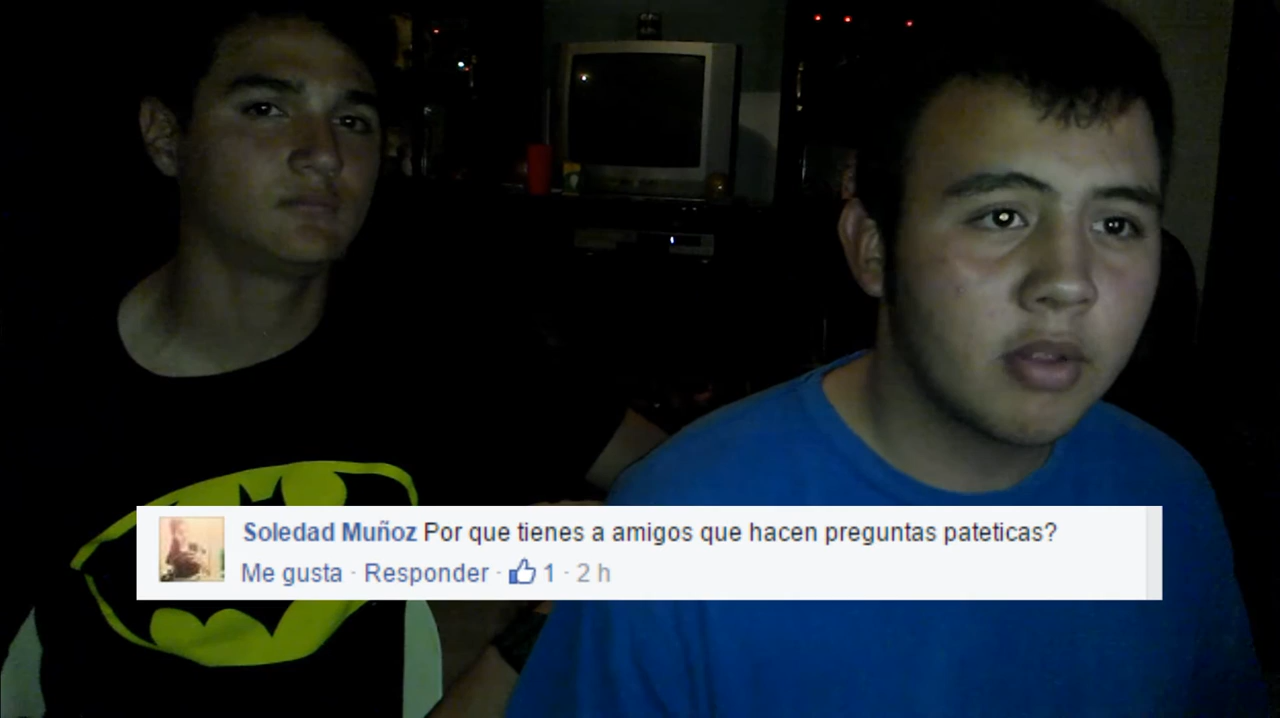 Soledad Muñoz Por que tienes a amigos que hacen preguntas pateticas?
Me gusta · Responder · 1 · 2 h